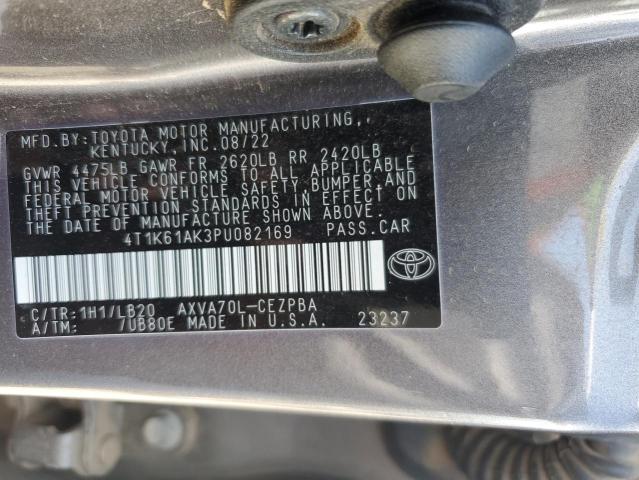 MFD.BY:TOYOTA MOTOR MANUFACTURING,
KENTUCKY, INC.08/22
GVWR 4475LB GAWR FR 2620LB RR 2420LB
THIS VEHICLE CONFORMS TO ALL APPLICABLE
FEDERAL MOTOR VEHICLE SAFETY BUMPER,AND
THEFT PREVENTION STANDARDS IN EFFECT ON
THE DATE OF MANUFACTURE SHOWN ABOVE.
4T1K61AK3PU082169 PASS.CAR
C/TR:1H1/LB20 AXVA70L-CEZPBA
A/TM: /UB80E MADE IN U.S.A. 23237